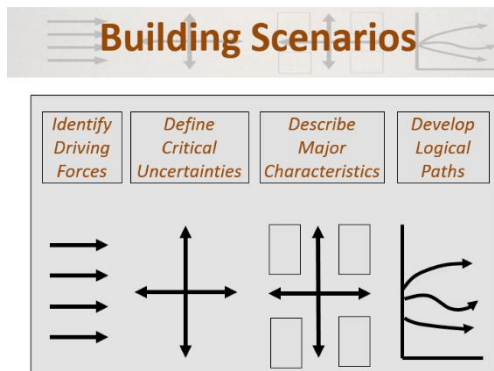 Building Scenarios
Identify
Driving
Forces
Define
Critical
Uncertainties
Describe
Major
Characteristics
Develop
Logical
Paths